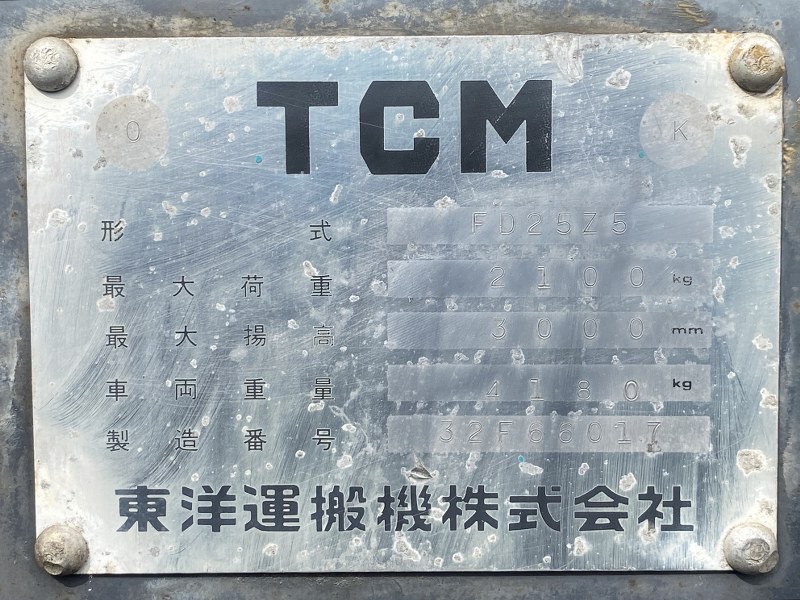 TCM
O K
形式 FD25Z5
最大荷重 2100 kg
最大揚高 3000 mm
車両重量 4180 kg
製造番号 32F66017
東洋運搬機株式会社